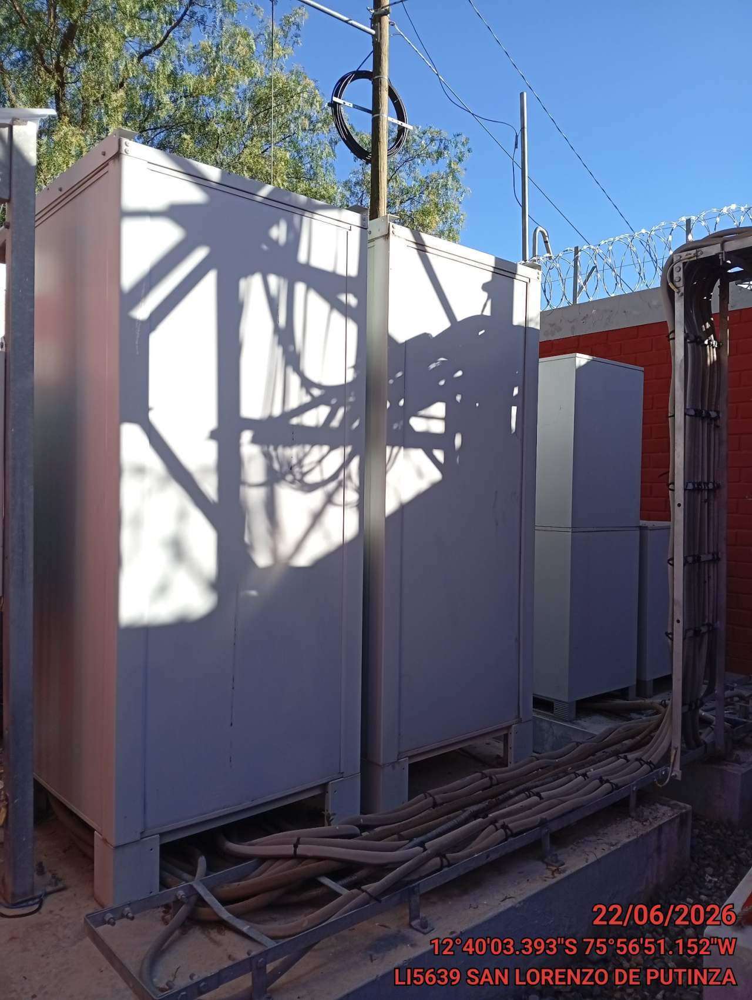 22/06/2026
12°40'03.393"S 75°56'51.152"W
LI5639 SAN LORENZO DE PUTINZA